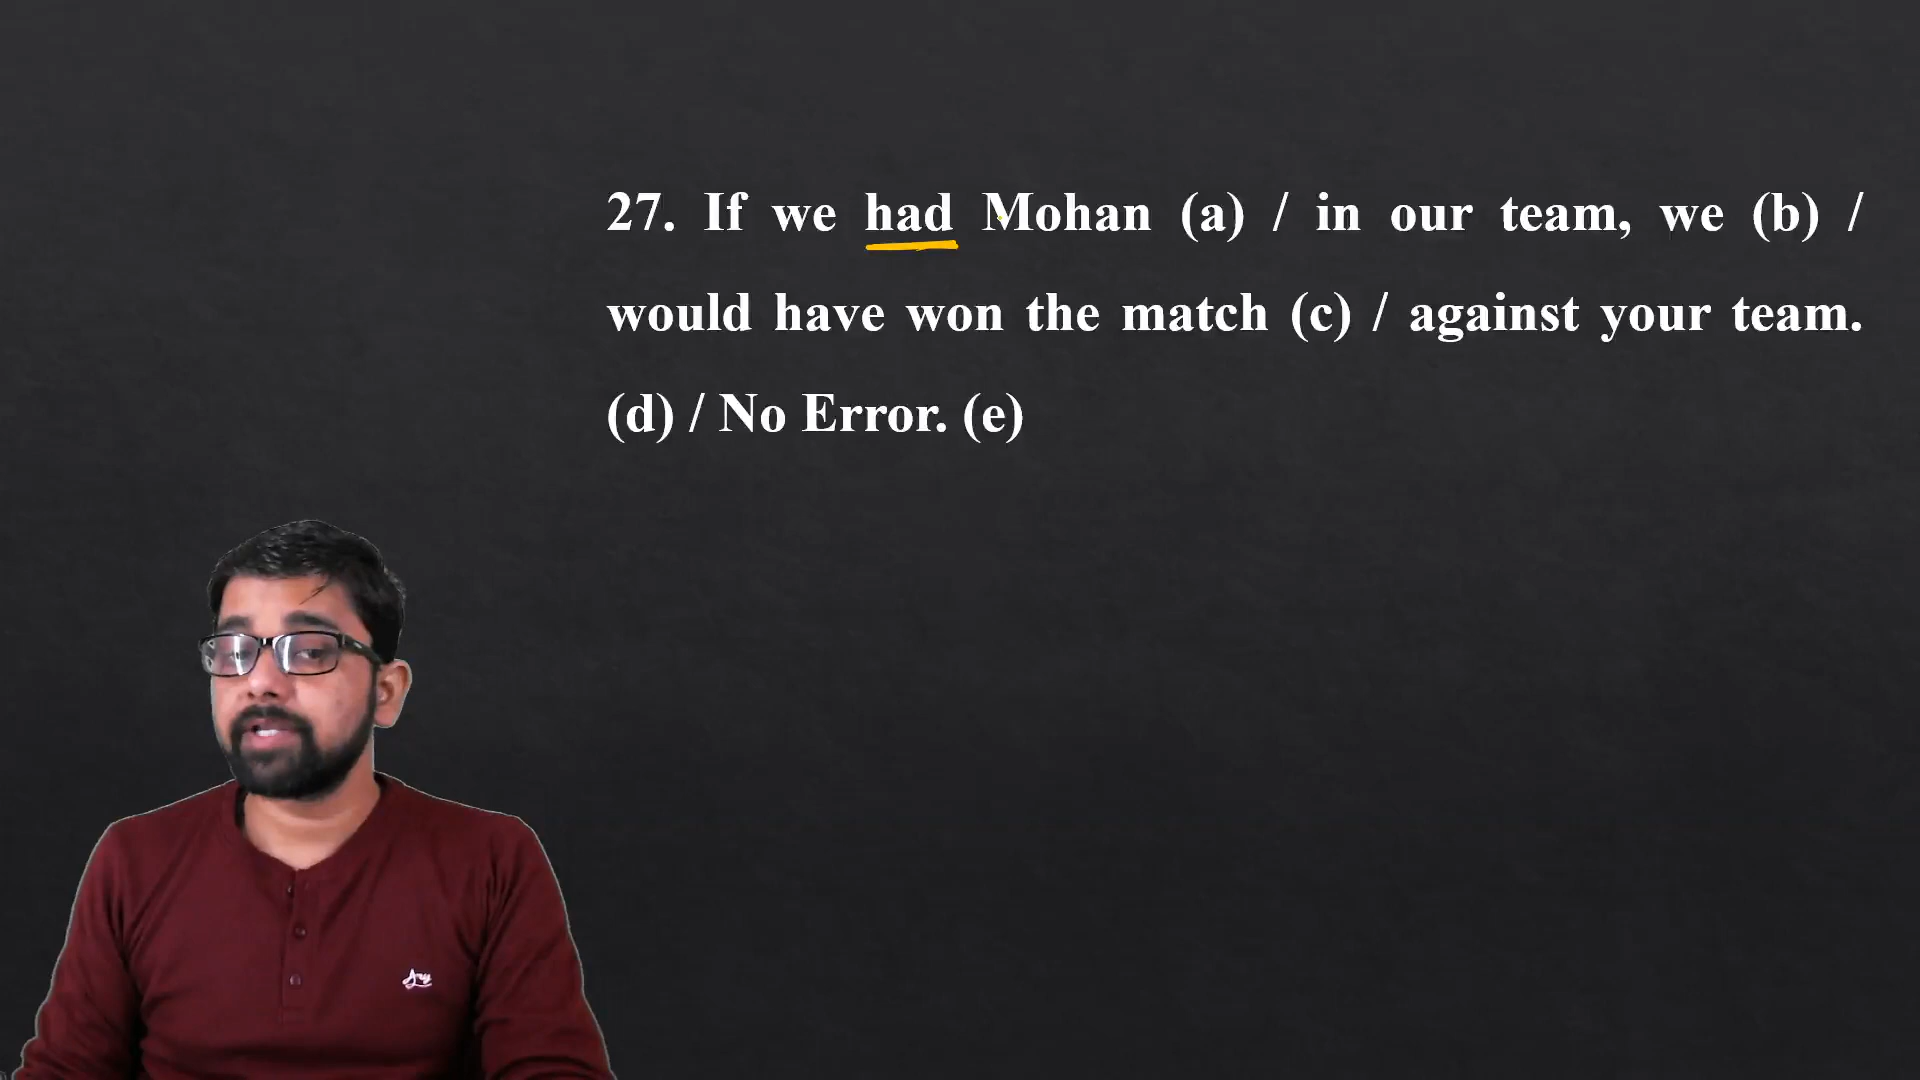 27. If we had Mohan (a) / in our team, we (b) /
would have won the match (c) / against your team.
(d) / No Error. (e)